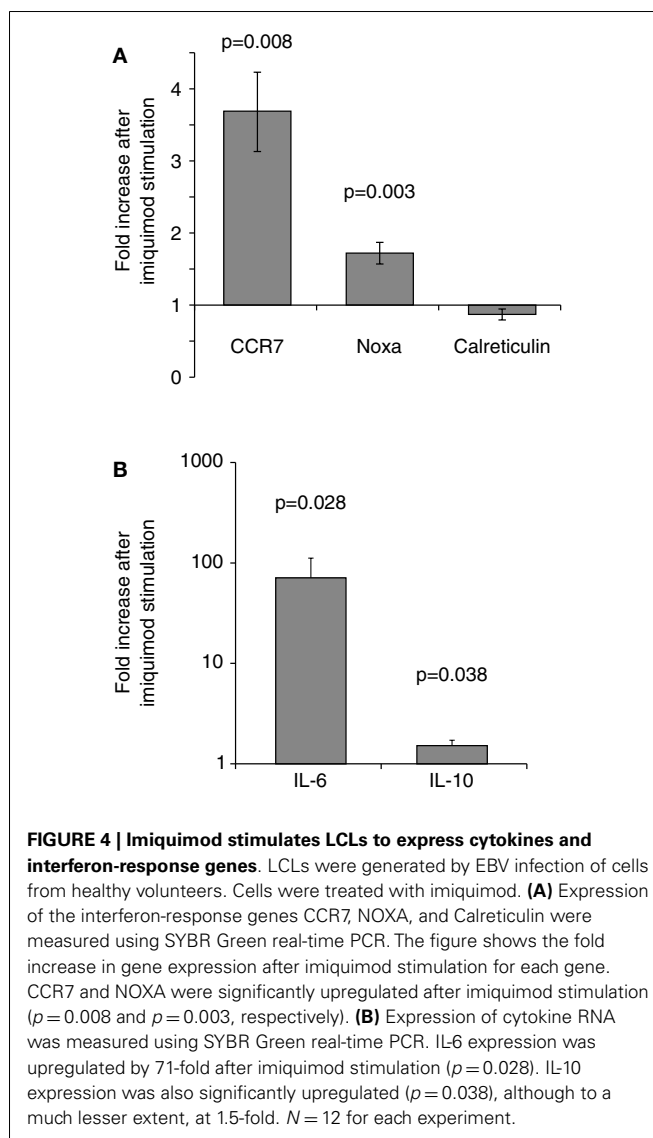 A
p=0.008
p=0.003
Fold increase after
imiquimod stimulation
4
3
2
1
0
CCR7 Noxa Calreticulin
B
p=0.028
p=0.038
Fold increase after
imiquimod stimulation
1000
100
10
1
IL-6 IL-10
FIGURE 4 | Imiquimod stimulates LCLs to express cytokines and
interferon-response genes. LCLs were generated by EBV infection of cells
from healthy volunteers. Cells were treated with imiquimod. (A) Expression
of the interferon-response genes CCR7, NOXA, and Calreticulin were
measured using SYBR Green real-time PCR. The figure shows the fold
increase in gene expression after imiquimod stimulation for each gene.
CCR7 and NOXA were significantly upregulated after imiquimod stimulation
(p = 0.008 and p = 0.003, respectively). (B) Expression of cytokine RNA
was measured using SYBR Green real-time PCR. IL-6 expression was
upregulated by 71-fold after imiquimod stimulation (p = 0.028). IL-10
expression was also significantly upregulated (p = 0.038), although to a
much lesser extent, at 1.5-fold. N = 12 for each experiment.